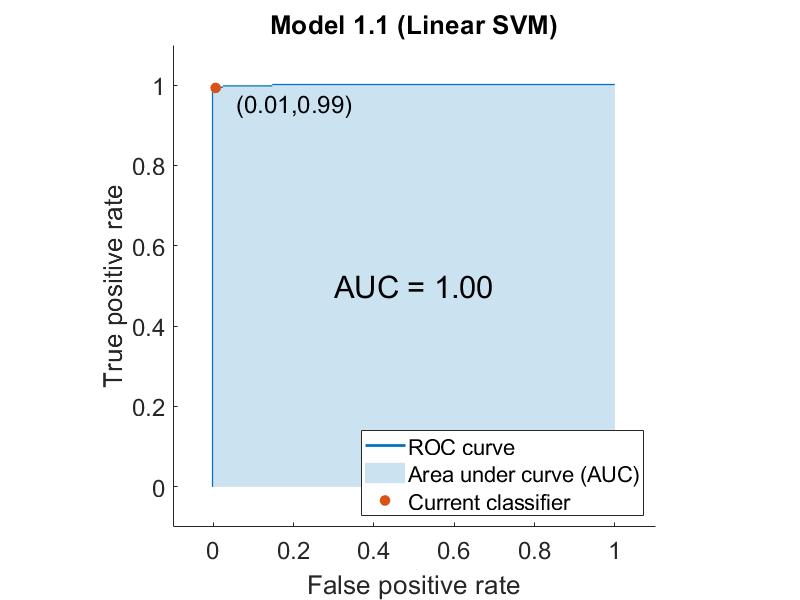 Model 1.1 (Linear SVM)
1
(0.01,0.99)
0.8
0.6
AUC = 1.00
0.4
0.2
0
True positive rate
ROC curve
Area under curve (AUC)
Current classifier
0 0.2 0.4 0.6 0.8 1
False positive rate